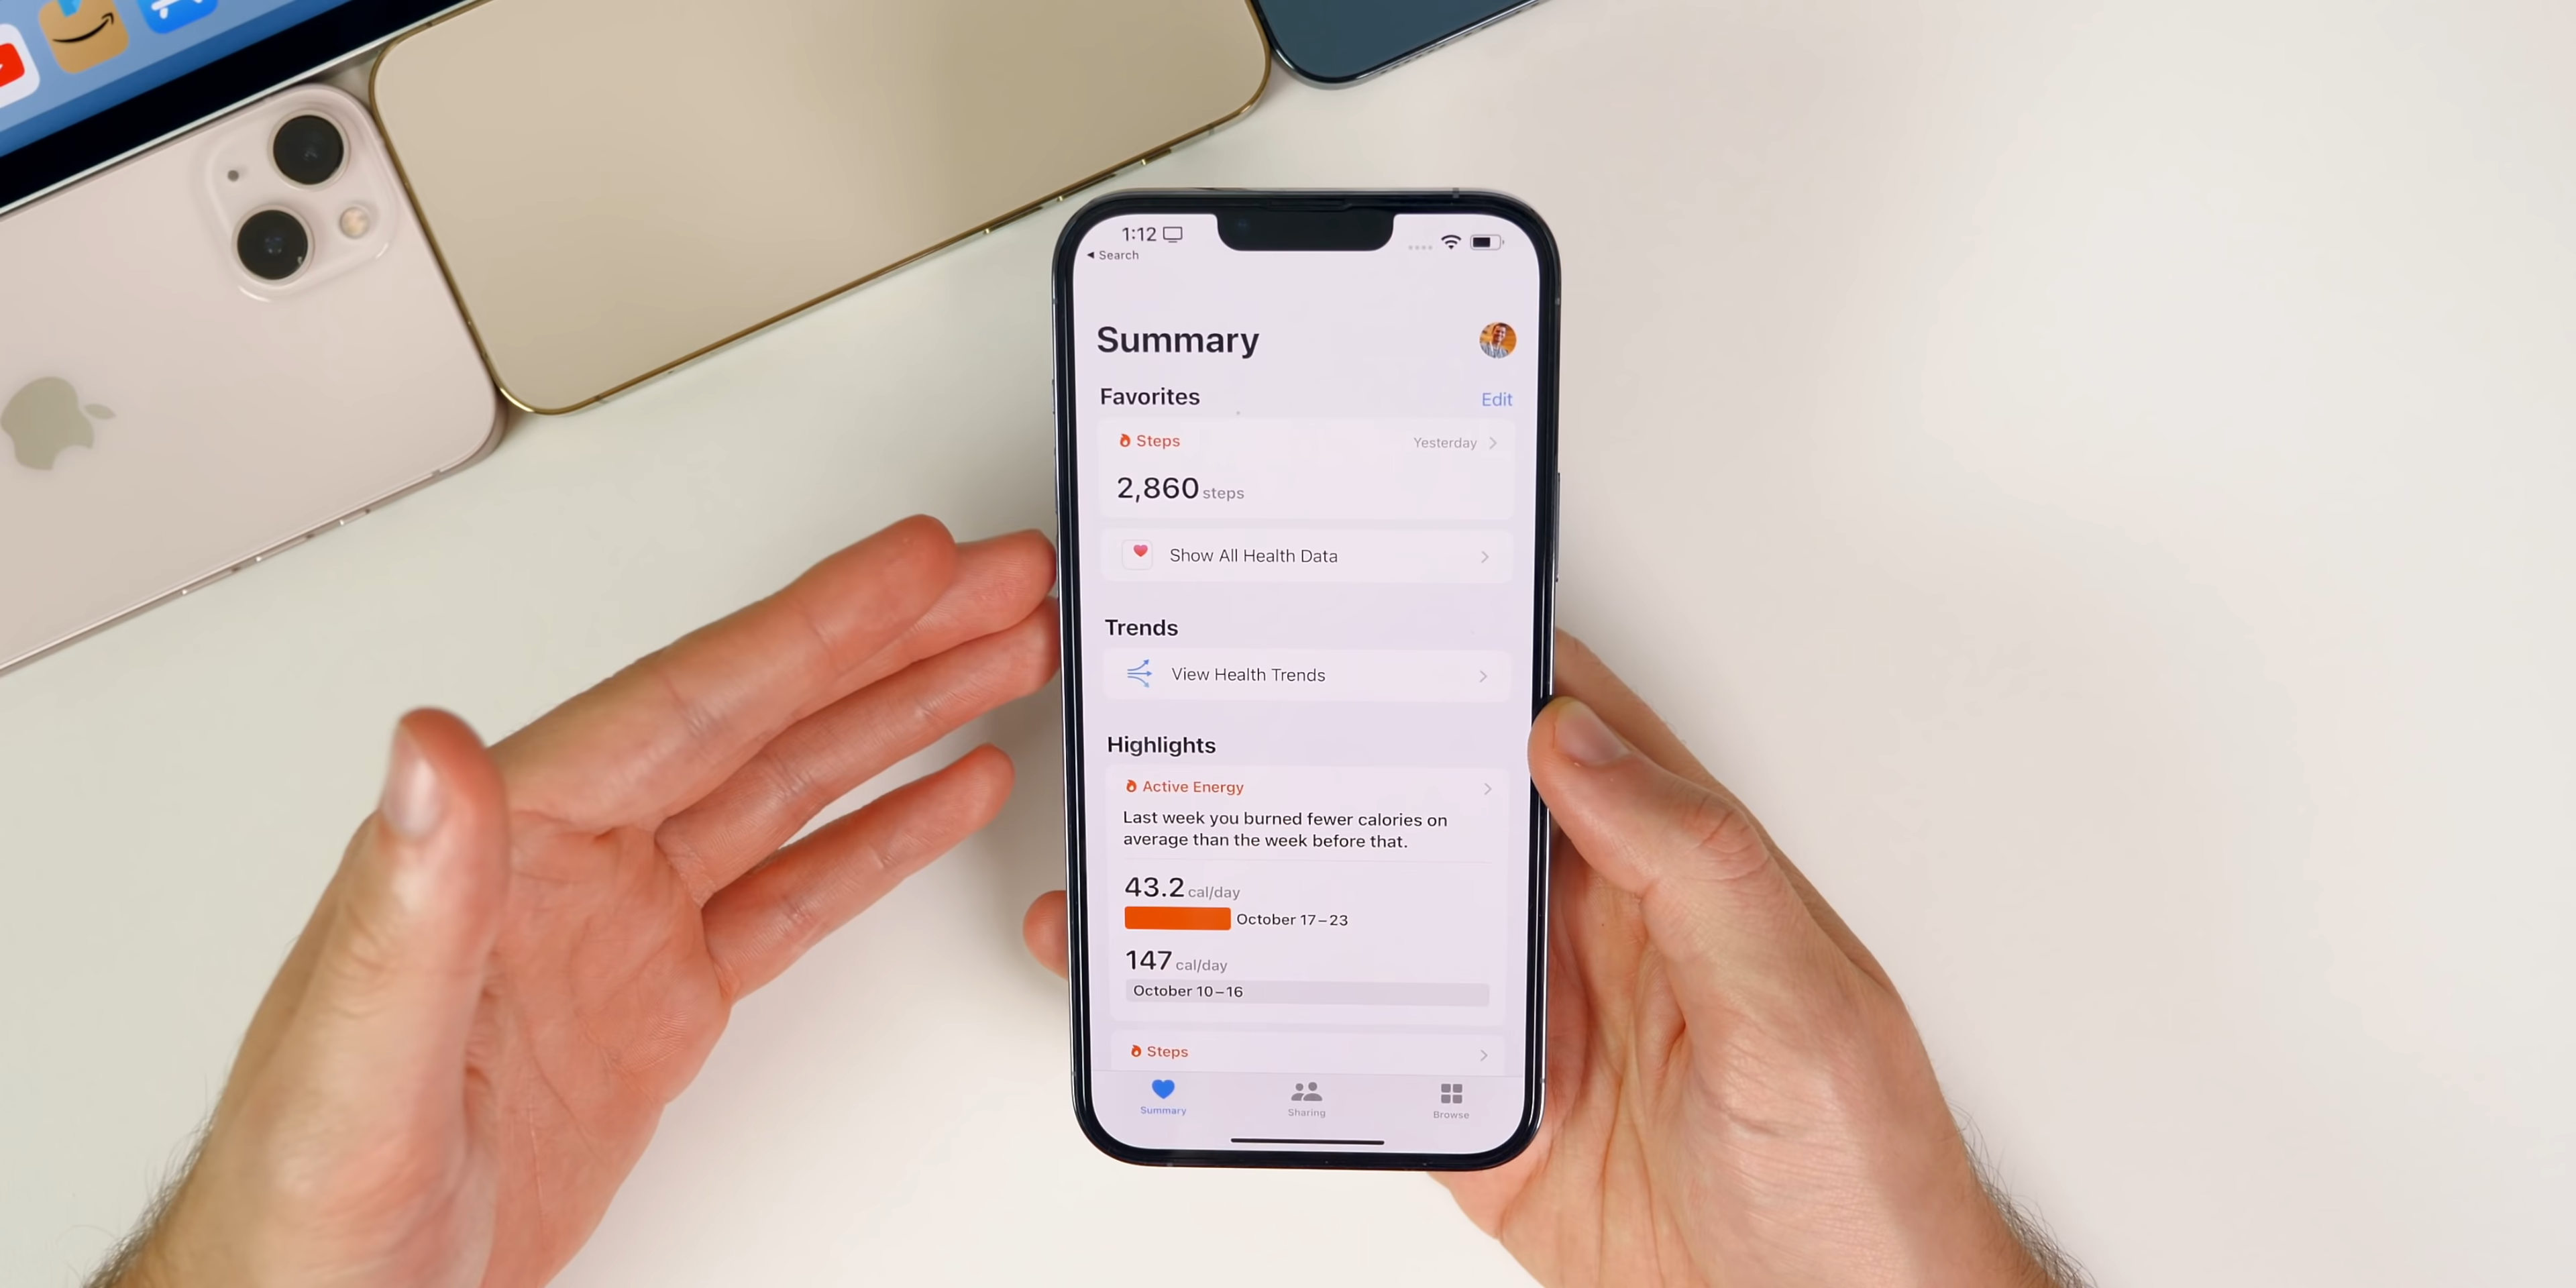 1:12
◀ Search
Summary
Favorites
Edit
Steps
Yesterday
2,860 steps
Show All Health Data
Trends
View Health Trends
Highlights
Active Energy
Last week you burned fewer calories on
average than the week before that.
43.2 cal/day
October 17–23
147 cal/day
October 10–16
Steps
Summary
Sharing
Browse